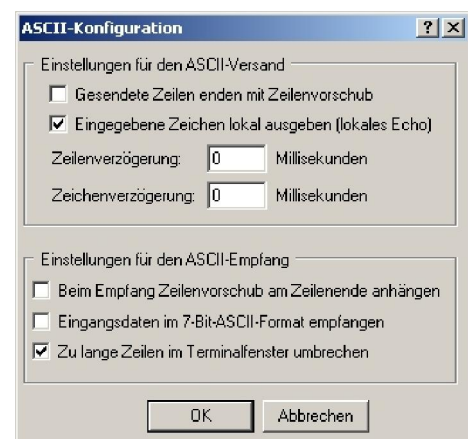 ASCII-Konfiguration
Einstellungen für den ASCII-Versand
Gesendete Zeilen enden mit Zeilenvorschub
Eingegebene Zeichen lokal ausgeben (lokales Echo)
Zeilenverzögerung: 0 Millisekunden
Zeichenverzögerung: 0 Millisekunden
Einstellungen für den ASCII-Empfang
Beim Empfang Zeilenvorschub am Zeilenende anhängen
Eingangsdaten im 7-Bit-ASCII-Format empfangen
Zu lange Zeilen im Terminalfenster umbrechen
OK Abbrechen